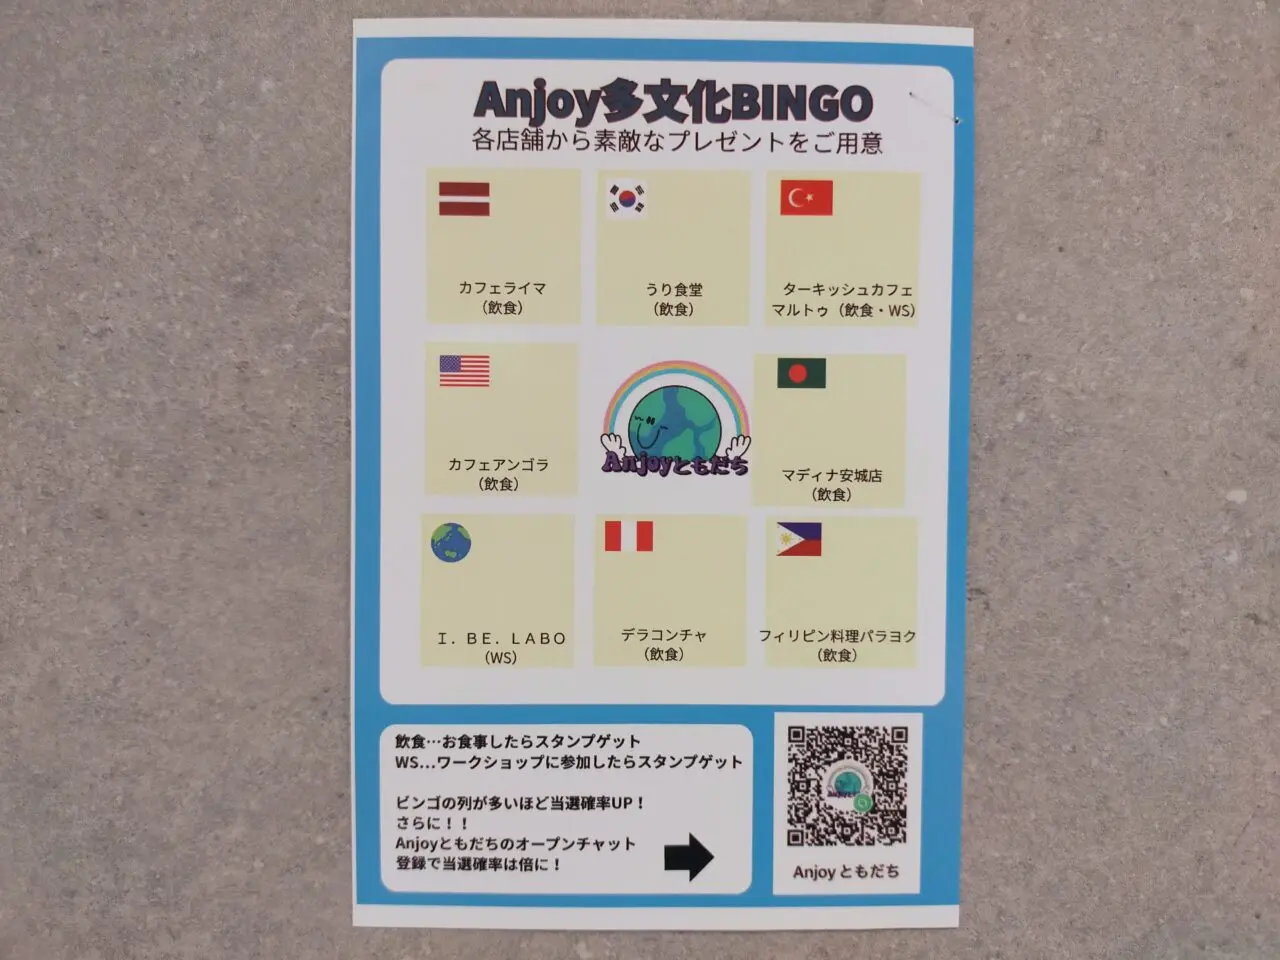 Anjoy多文化BINGO
各店舗から素敵なプレゼントをご用意
カフェライマ
（飲食）
うり食堂
（飲食）
ターキッシュカフェ
マルトゥ（飲食・WS）
カフェアンゴラ
（飲食）
Anjoyともだち
マディナ安城店
（飲食）
Ｉ．ＢＥ．ＬＡＢＯ
（WS）
デラコンチャ
（飲食）
フィリピン料理パラヨク
（飲食）
飲食…お食事したらスタンプゲット
WS…ワークショップに参加したらスタンプゲット
ビンゴの列が多いほど当選確率UP！
さらに！！
Anjoyともだちのオープンチャット
登録で当選確率は倍に！
Anjoyともだち